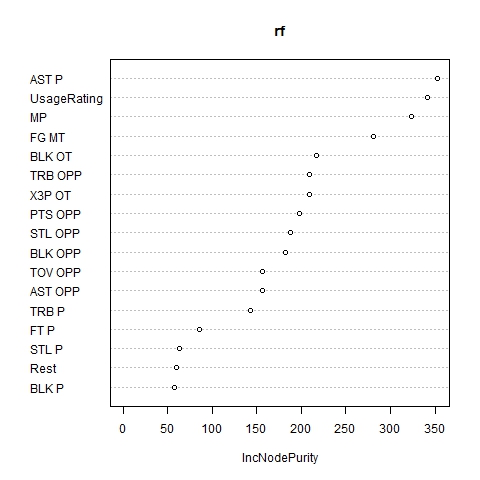 rf
AST P
UsageRating
MP
FG MT
BLK OT
TRB OPP
X3P OT
PTS OPP
STL OPP
BLK OPP
TOV OPP
AST OPP
TRB P
FT P
STL P
Rest
BLK P
0 50 100 150 200 250 300 350
IncNodePurity